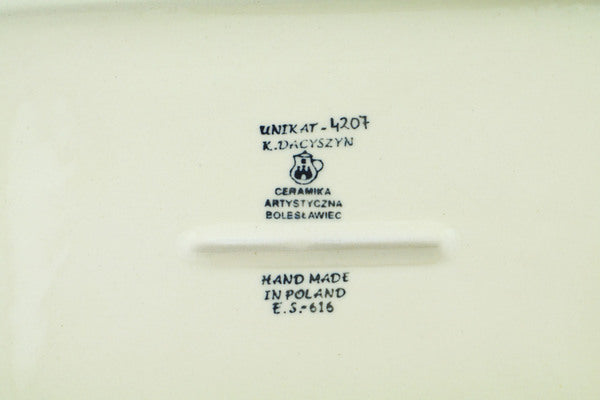 UNIKAT-4207
K.DACYSZYN
CERAMIKA
ARTYSTYCZNA
BOLESŁAWIEC
HAND MADE
IN POLAND
E.S.-616